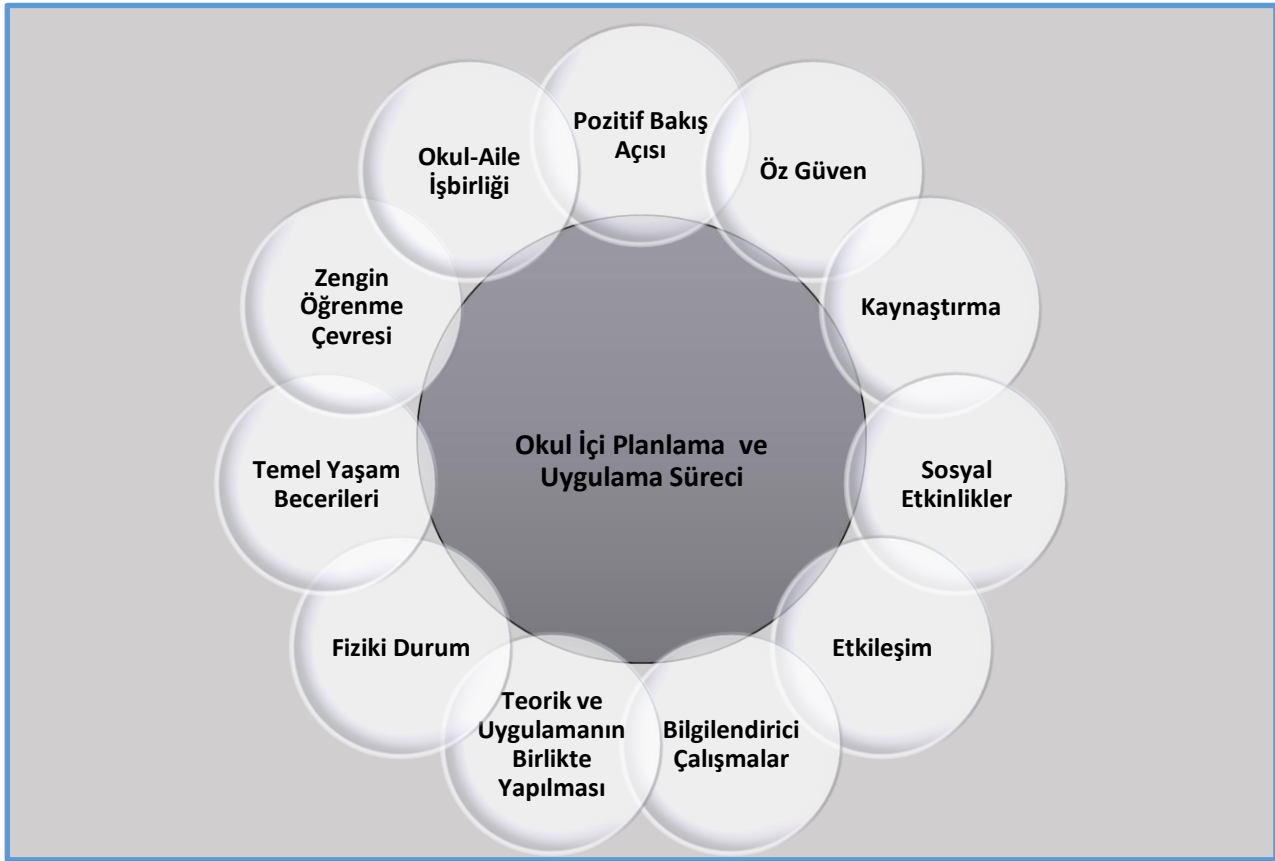 Pozitif Bakış
Açısı
Öz Güven
Kaynaştırma
Sosyal
Etkinlikler
Etkileşim
Bilgilendirici
Çalışmalar
Teorik ve
Uygulamanın
Birlikte
Yapılması
Fiziki Durum
Temel Yaşam
Becerileri
Zengin
Öğrenme
Çevresi
Okul-Aile
İşbirliği
Okul İçi Planlama ve
Uygulama Süreci